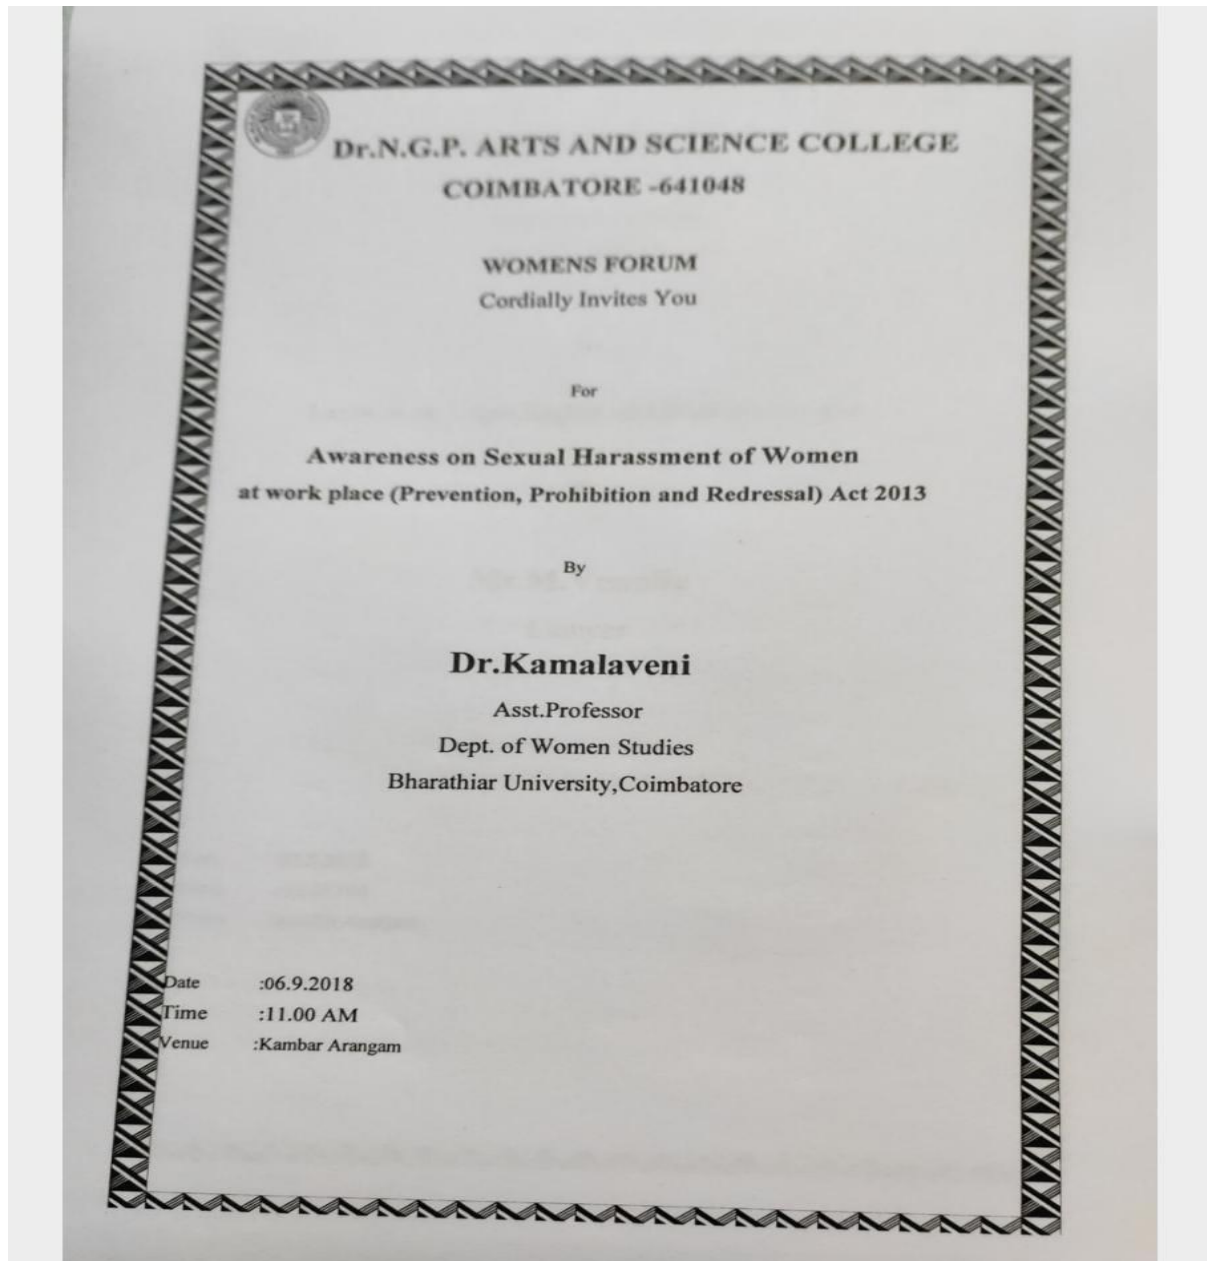 Dr.N.G.P. ARTS AND SCIENCE COLLEGE
COIMBATORE -641048
WOMENS FORUM
Cordially Invites You
For
Awareness on Sexual Harassment of Women
at work place (Prevention, Prohibition and Redressal) Act 2013
By
Dr.Kamalaveni
Asst.Professor
Dept. of Women Studies
Bharathiar University,Coimbatore
Date :06.9.2018
Time :11.00 AM
Venue :Kambar Arangam